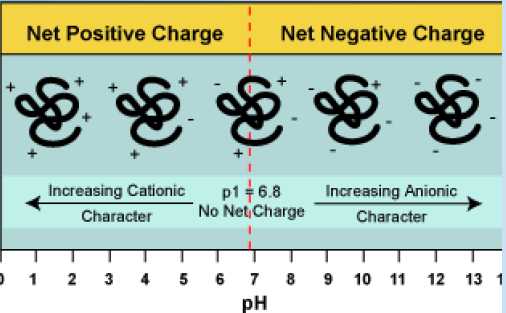 Net Positive Charge
Net Negative Charge
+ + + + + + + - - + + - - + - - - - - -
Increasing Cationic
Character
p1 = 6.8
No Net Charge
Increasing Anionic
Character
0 1 2 3 4 5 6 7 8 9 10 11 12 13
pH